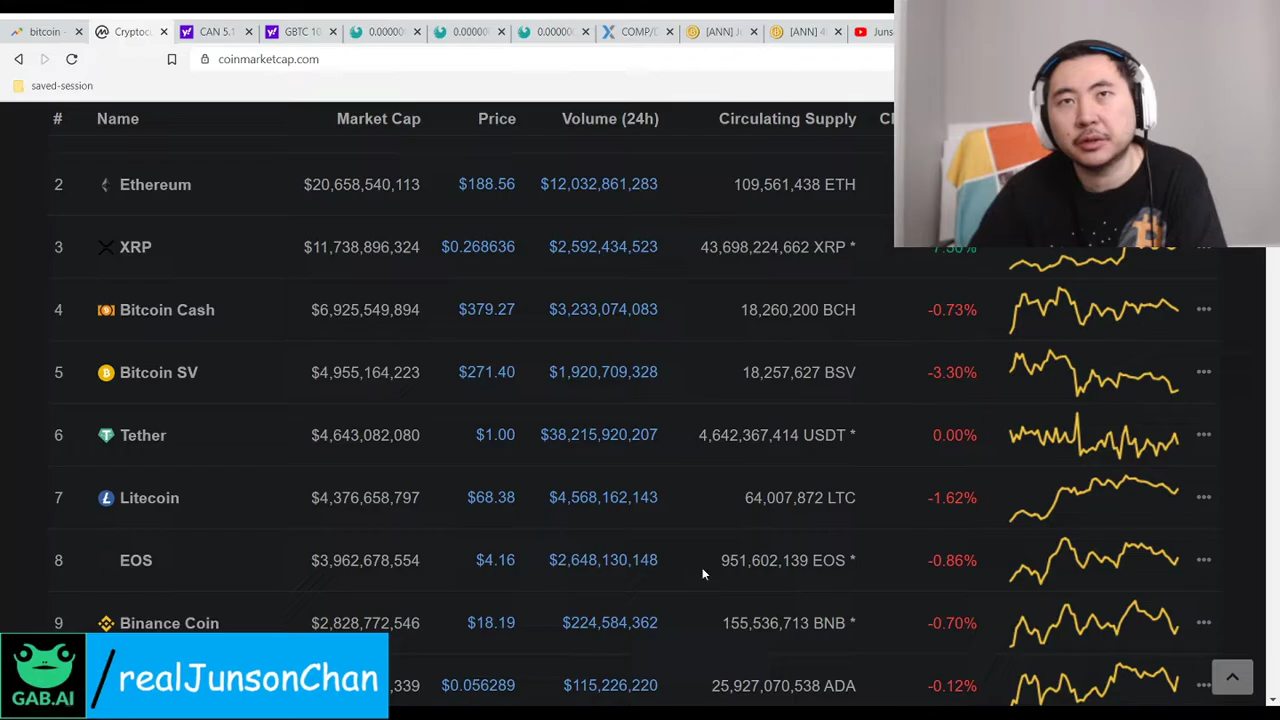 bitcoin
Cryptoc
CAN 5.1
GBTC 10
0.00000
0.00000
0.00000
COMP/D
[ANN] Ju
[ANN] 4
Juns
coinmarketcap.com
saved-session
# Name Market Cap Price Volume (24h) Circulating Supply
2 Ethereum $20,658,540,113 $188.56 $12,032,861,283 109,561,438 ETH
3 XRP $11,738,896,324 $0.268636 $2,592,434,523 43,698,224,662 XRP *
4 Bitcoin Cash $6,925,549,894 $379.27 $3,233,074,083 18,260,200 BCH -0.73%
5 Bitcoin SV $4,955,164,223 $271.40 $1,920,709,328 18,257,627 BSV -3.30%
6 Tether $4,643,082,080 $1.00 $38,215,920,207 4,642,367,414 USDT * 0.00%
7 Litecoin $4,376,658,797 $68.38 $4,568,162,143 64,007,872 LTC -1.62%
8 EOS $3,962,678,554 $4.16 $2,648,130,148 951,602,139 EOS * -0.86%
9 Binance Coin $2,828,772,546 $18.19 $224,584,362 155,536,713 BNB * -0.70%
,339 $0.056289 $115,226,220 25,927,070,538 ADA -0.12%
GAB.AI /realJunsonChan